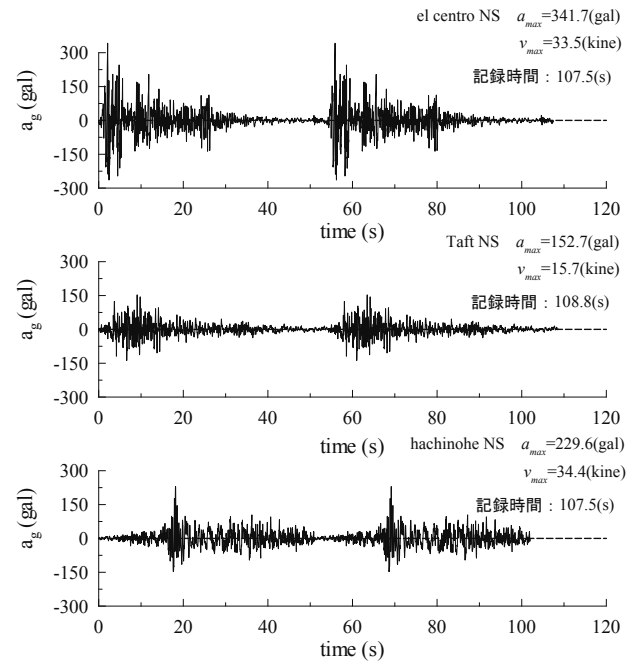 el centro NS a_max=341.7(gal)
v_max=33.5(kine)
記録時間：107.5(s)
300
150
0
-150
-300
a_g (gal)
0 20 40 60 80 100 120
time (s)
Taft NS a_max=152.7(gal)
v_max=15.7(kine)
記録時間：108.8(s)
300
150
0
-150
-300
a_g (gal)
0 20 40 60 80 100 120
time (s)
hachinohe NS a_max=229.6(gal)
v_max=34.4(kine)
記録時間：107.5(s)
300
150
0
-150
-300
a_g (gal)
0 20 40 60 80 100 120
time (s)